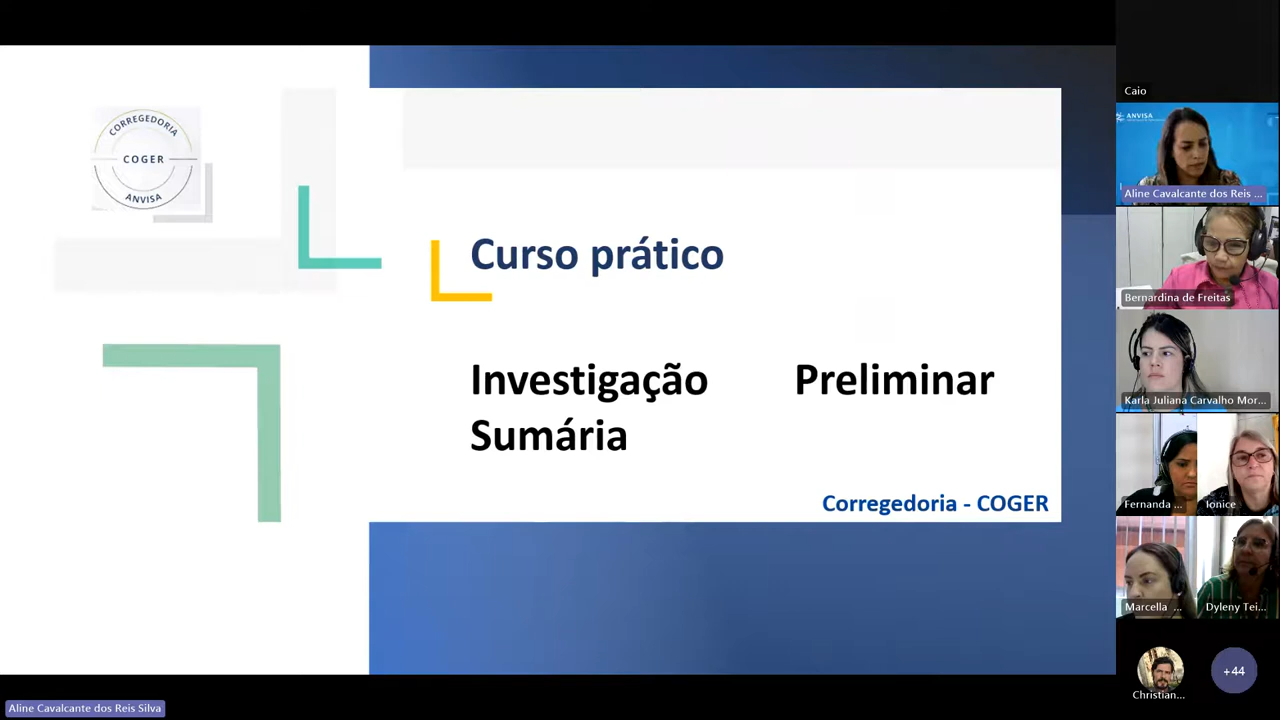 CORREGEDORIA
COGER
ANVISA
Curso prático
Investigação Preliminar
Sumária
Corregedoria - COGER
Caio
ANVISA
Aline Cavalcante dos Reis ...
Bernardina de Freitas
Karla Juliana Carvalho Mor...
Fernanda ...
Ionice
Marcella ...
Dyleny Tei...
Christian...
+44
Aline Cavalcante dos Reis Silva